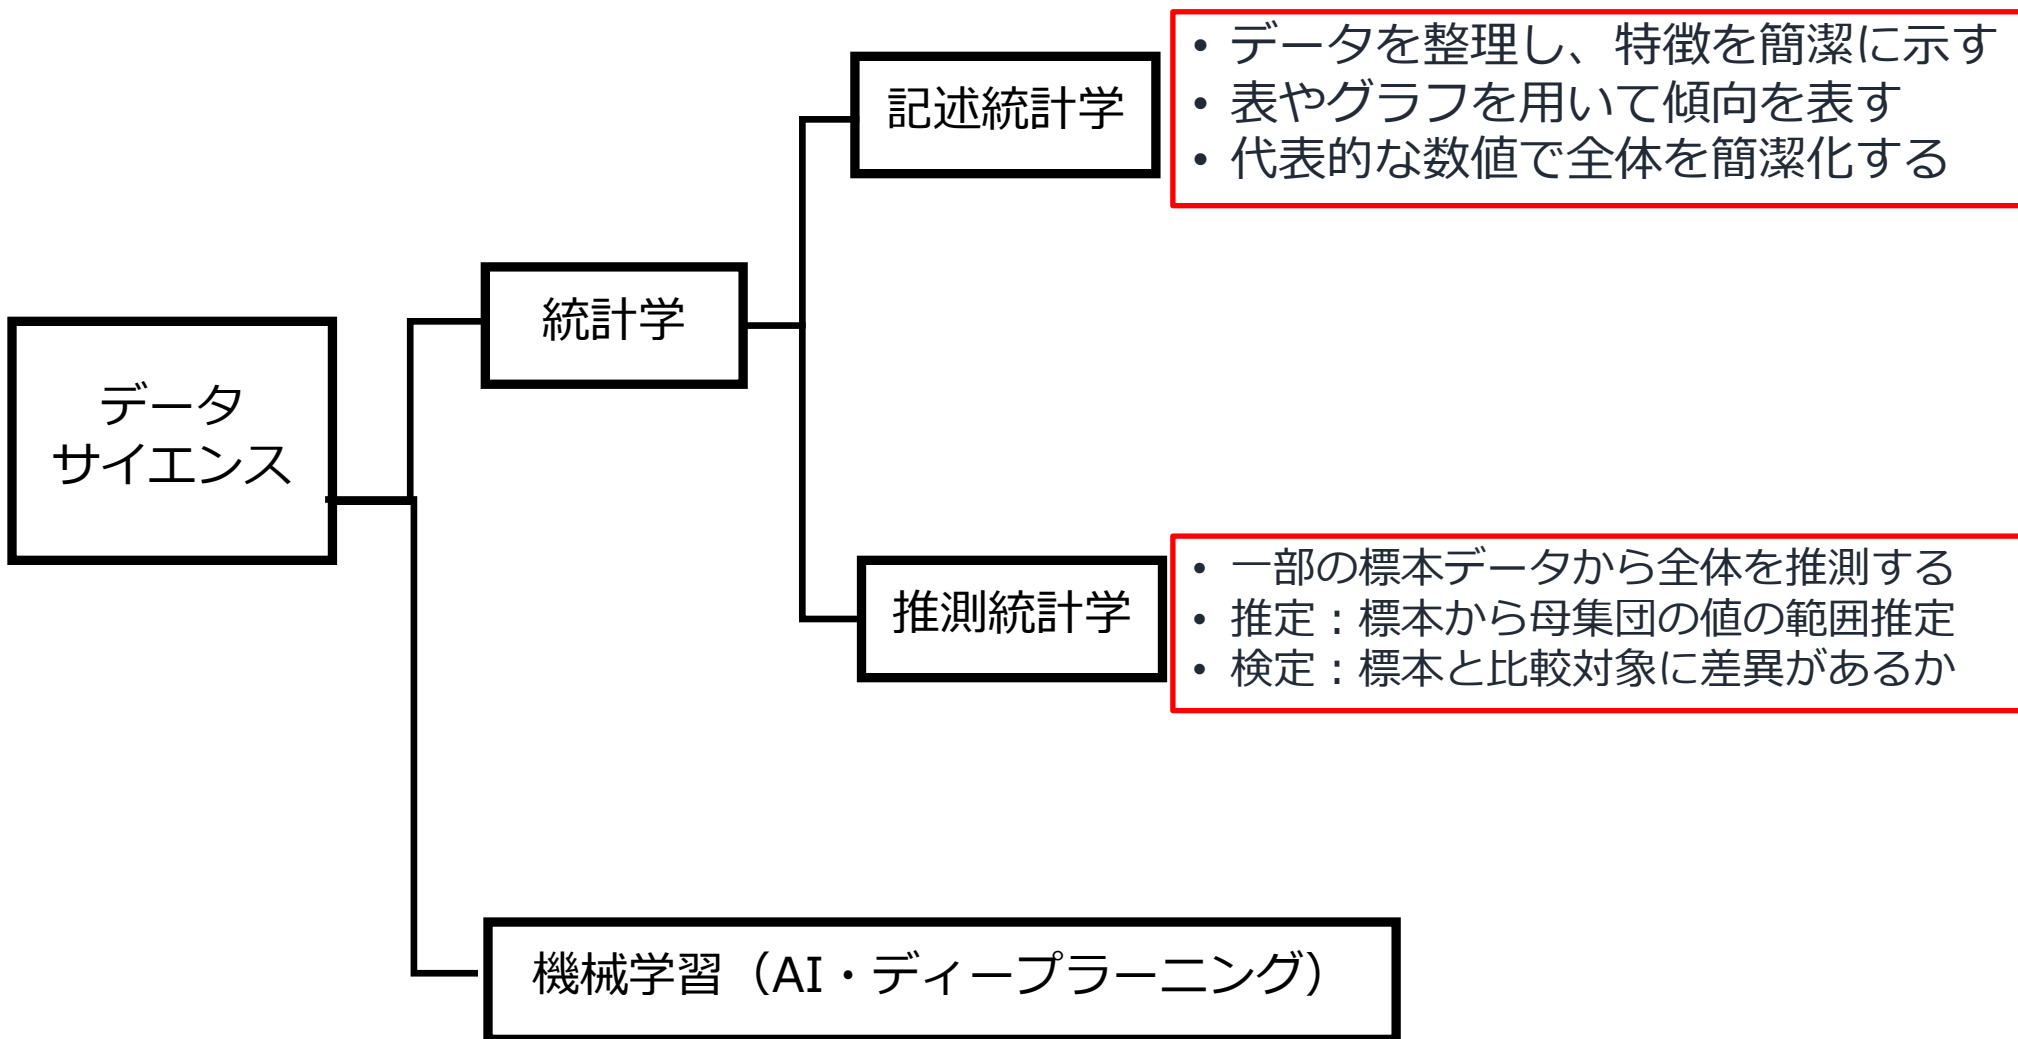 データ
サイエンス
統計学
記述統計学
• データを整理し、特徴を簡潔に示す
• 表やグラフを用いて傾向を表す
• 代表的な数値で全体を簡潔化する
推測統計学
• 一部の標本データから全体を推測する
• 推定：標本から母集団の値の範囲推定
• 検定：標本と比較対象に差異があるか
機械学習（AI・ディープラーニング）